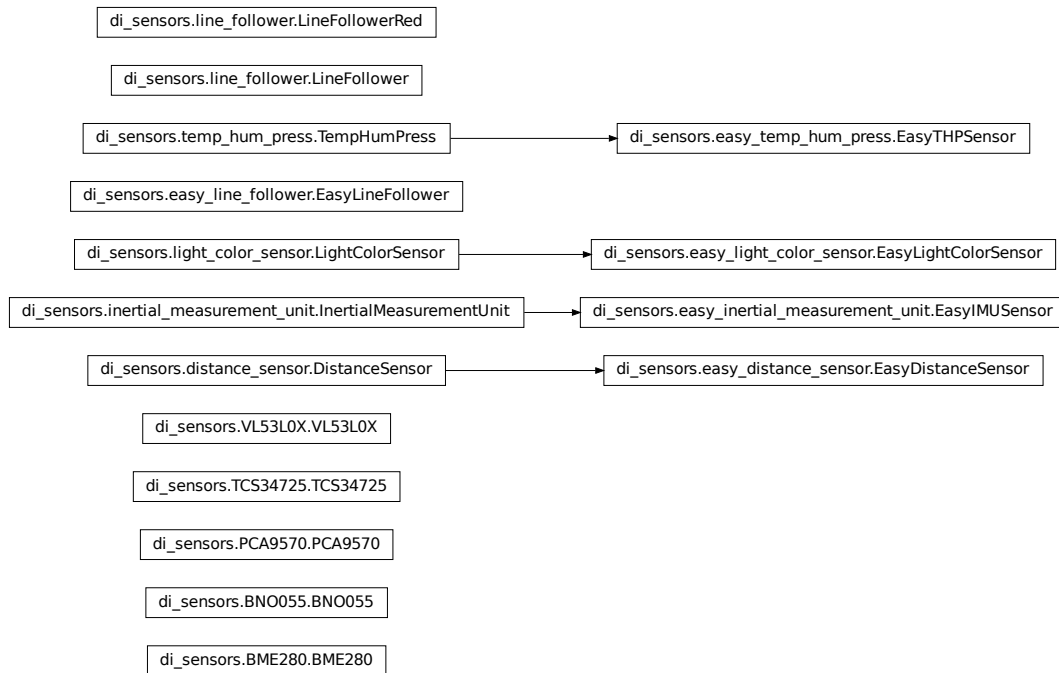 di_sensors.line_follower.LineFollowerRed
di_sensors.line_follower.LineFollower
di_sensors.temp_hum_press.TempHumPress
di_sensors.easy_temp_hum_press.EasyTHPSensor
di_sensors.easy_line_follower.EasyLineFollower
di_sensors.light_color_sensor.LightColorSensor
di_sensors.easy_light_color_sensor.EasyLightColorSensor
di_sensors.inertial_measurement_unit.InertialMeasurementUnit
di_sensors.easy_inertial_measurement_unit.EasyIMUSensor
di_sensors.distance_sensor.DistanceSensor
di_sensors.easy_distance_sensor.EasyDistanceSensor
di_sensors.VL53L0X.VL53L0X
di_sensors.TCS34725.TCS34725
di_sensors.PCA9570.PCA9570
di_sensors.BNO055.BNO055
di_sensors.BME280.BME280